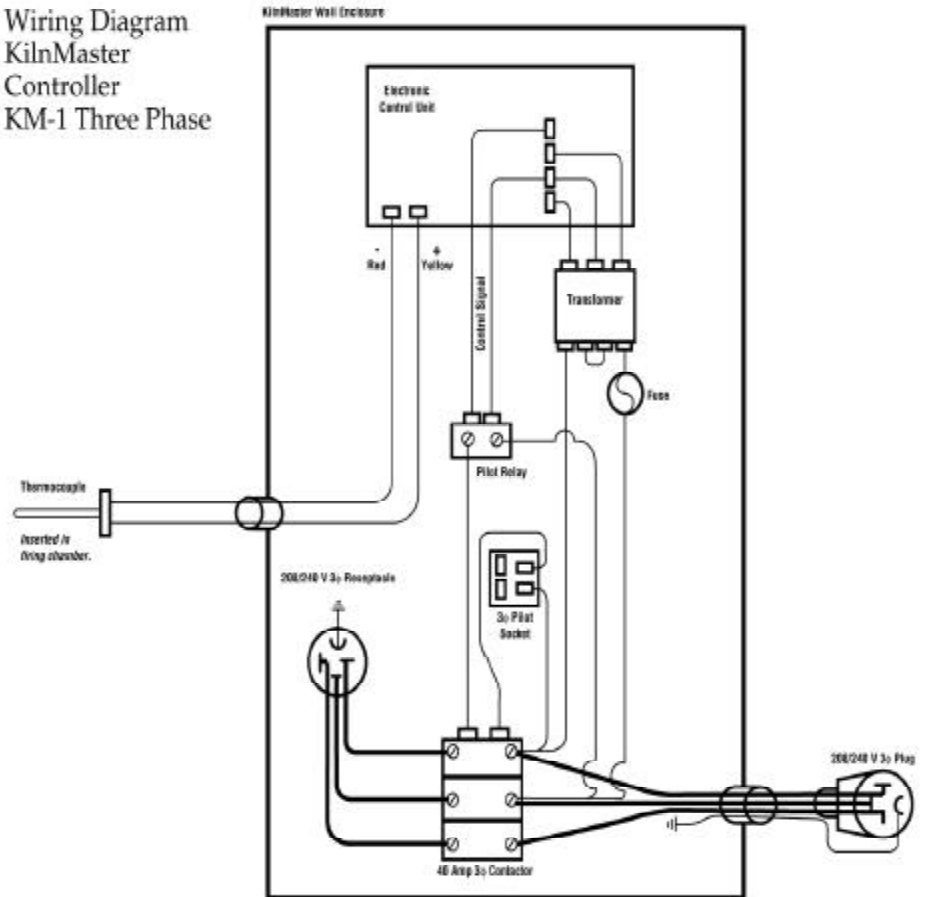 Wiring Diagram
KilnMaster
Controller
KM-1 Three Phase
KilnMaster Wall Enclosure
Electronic
Control Unit
-
Red
+
Yellow
Control Signal
Transformer
Fuse
Pilot Relay
Thermocouple
Inserted in
firing chamber.
208/240 V 3φ Receptacle
3φ Pilot
Socket
208/240 V 3φ Plug
40 Amp 3φ Contactor